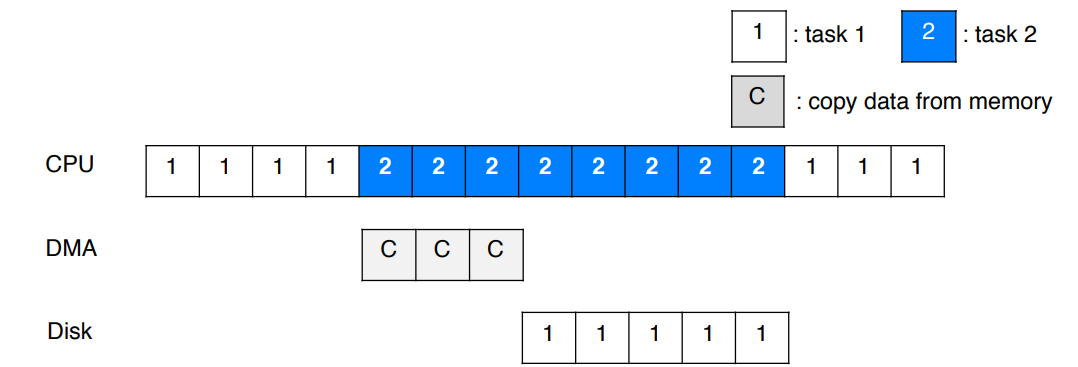 1 : task 1 2 : task 2
C : copy data from memory
CPU 1 1 1 1 2 2 2 2 2 2 2 2 1 1 1
DMA C C C
Disk 1 1 1 1 1